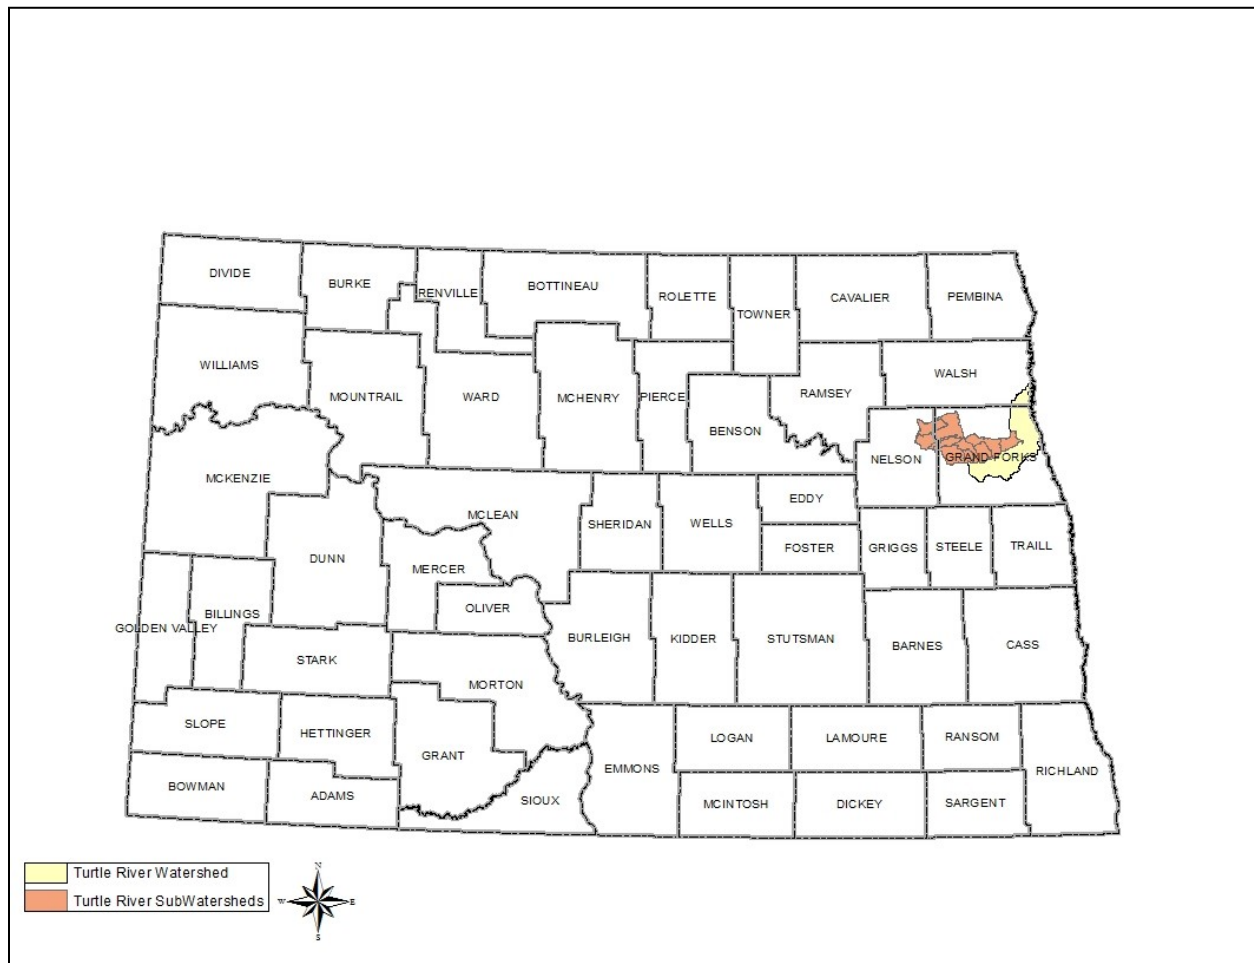 DIVIDE
BURKE
RENVILLE
BOTTINEAU
ROLETTE
TOWNER
CAVALIER
PEMBINA
WILLIAMS
MOUNTRAIL
WARD
MCHENRY
PIERCE
BENSON
RAMSEY
WALSH
NELSON
GRAND FORKS
MCKENZIE
DUNN
MCLEAN
MERCER
OLIVER
SHERIDAN
WELLS
EDDY
FOSTER
GRIGGS
STEELE
TRAILL
GOLDEN VALLEY
BILLINGS
STARK
MORTON
BURLEIGH
KIDDER
STUTSMAN
BARNES
CASS
SLOPE
HETTINGER
GRANT
BOWMAN
ADAMS
SIOUX
EMMONS
LOGAN
LAMOURE
RANSOM
RICHLAND
MCINTOSH
DICKEY
SARGENT
Turtle River Watershed
Turtle River SubWatersheds
N
W
E
S